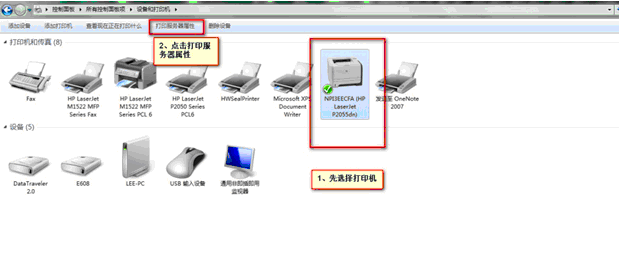 控制面板 ▸ 所有控制面板项 ▸ 设备和打印机 ▸
添加设备 添加打印机 查看现在正在打印什么 打印服务器属性 删除设备
2、点击打印服
务器属性
打印机和传真 (8)
Fax
HP LaserJet
M1522 MFP
Series Fax
HP LaserJet
M1522 MFP
Series PCL 6
HP LaserJet
P2050 Series
PCL6
HWSealPrinter
Microsoft XPS
Document
Writer
NPI3EECFA (HP
LaserJet
P2055dn)
发送至 OneNote
2007
设备 (5)
1、先选择打印机
DataTraveler
2.0
E608
LEE-PC
USB 输入设备
通用非即插即用
监视器